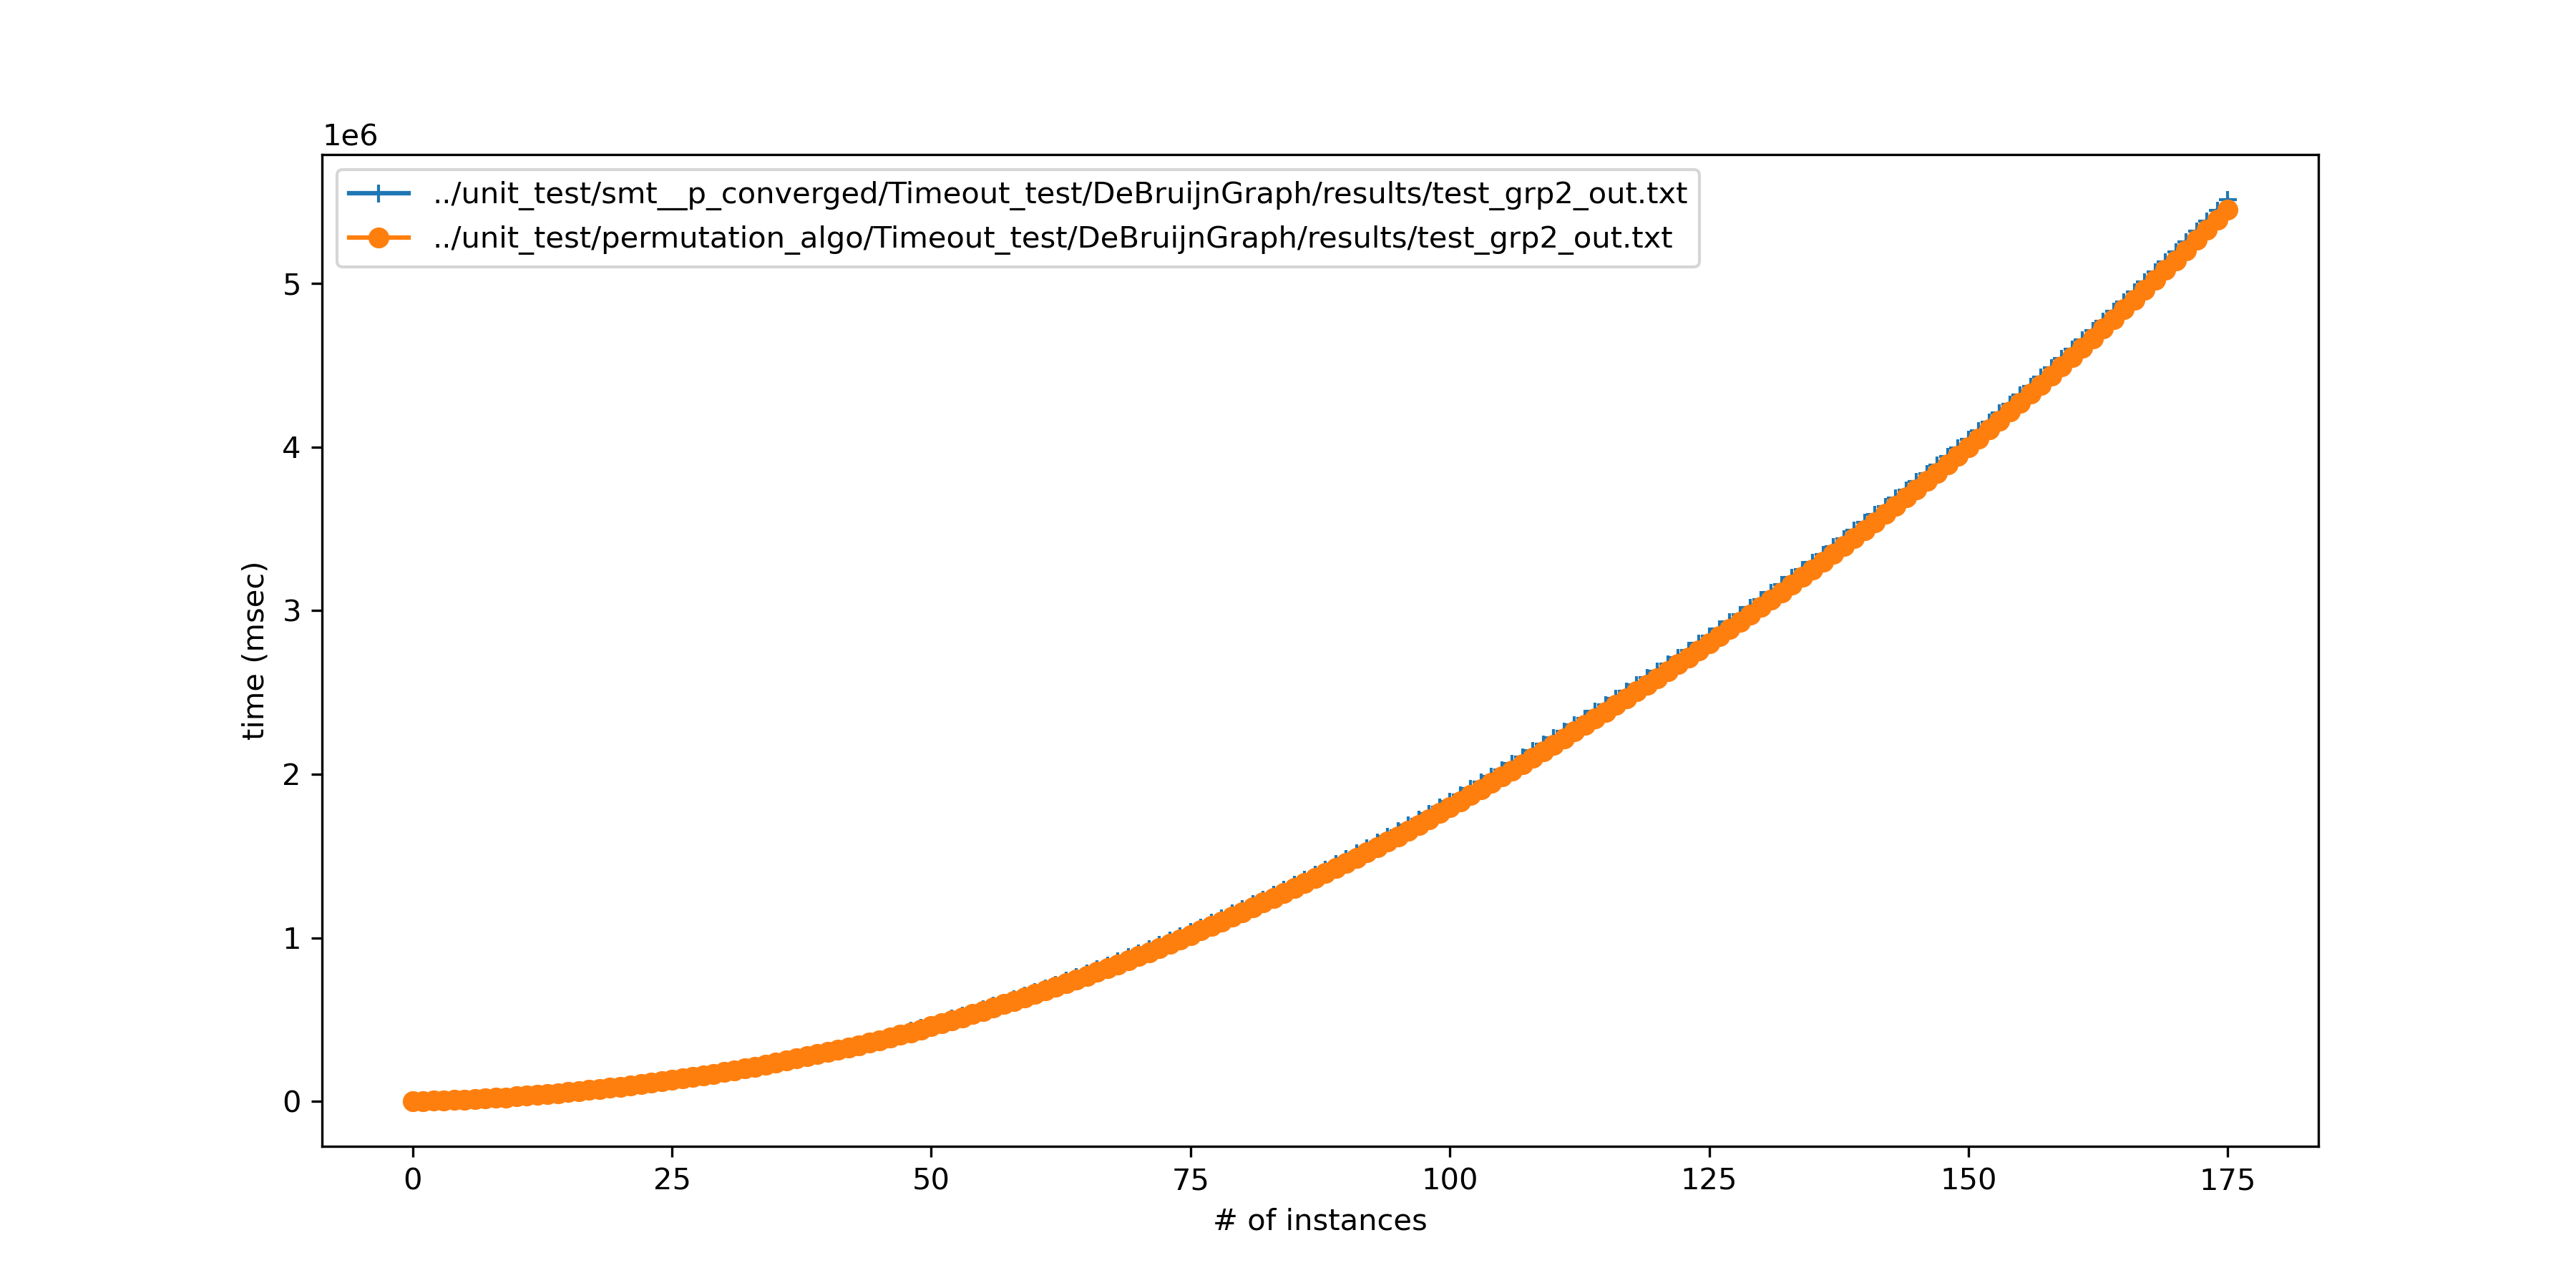 1e6
../unit_test/smt__p_converged/Timeout_test/DeBruijnGraph/results/test_grp2_out.txt
../unit_test/permutation_algo/Timeout_test/DeBruijnGraph/results/test_grp2_out.txt
5
4
3
2
1
0
time (msec)
0 25 50 75 100 125 150 175
# of instances